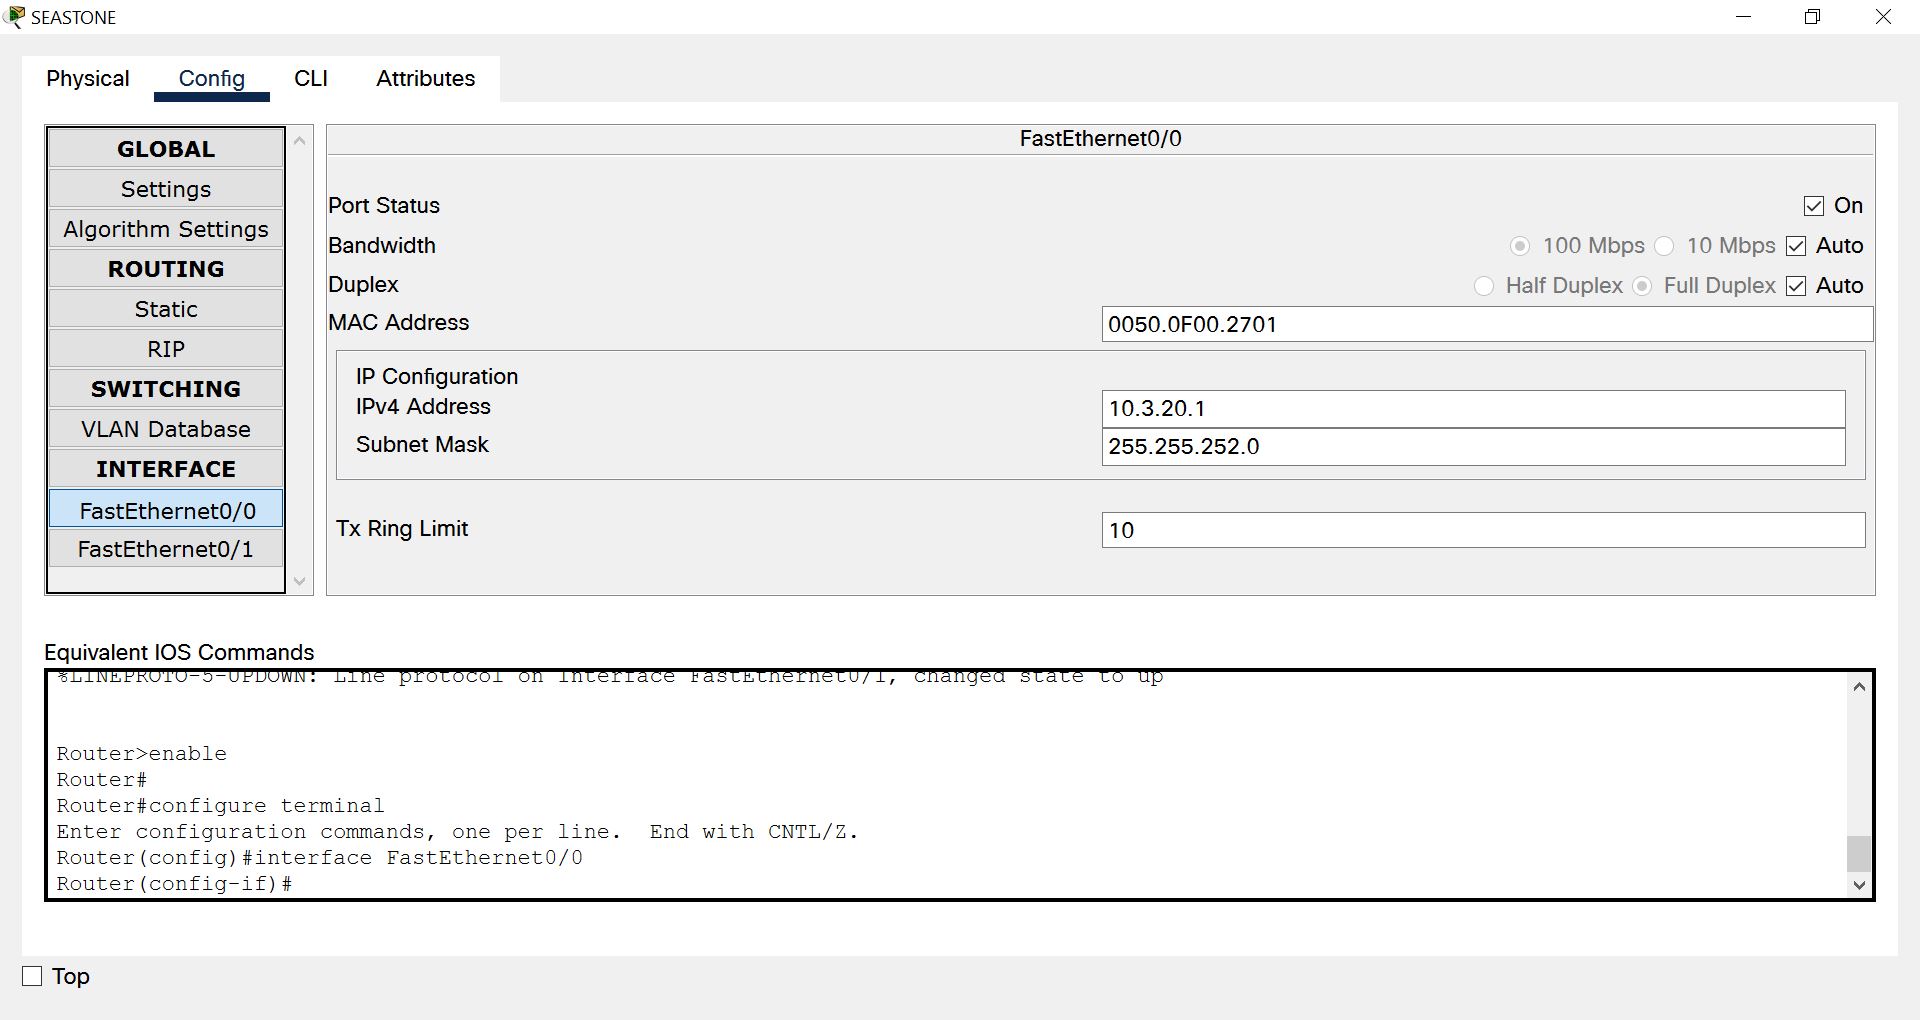 SEASTONE
Physical Config CLI Attributes
GLOBAL
Settings
Algorithm Settings
ROUTING
Static
RIP
SWITCHING
VLAN Database
INTERFACE
FastEthernet0/0
FastEthernet0/1
FastEthernet0/0
Port Status On
Bandwidth 100 Mbps 10 Mbps Auto
Duplex Half Duplex Full Duplex Auto
MAC Address 0050.0F00.2701
IP Configuration
IPv4 Address 10.3.20.1
Subnet Mask 255.255.252.0
Tx Ring Limit 10
Equivalent IOS Commands
%LINEPROTO-5-UPDOWN: Line protocol on Interface FastEthernet0/1, changed state to up
Router>enable
Router#
Router#configure terminal
Enter configuration commands, one per line.  End with CNTL/Z.
Router(config)#interface FastEthernet0/0
Router(config-if)#
Top